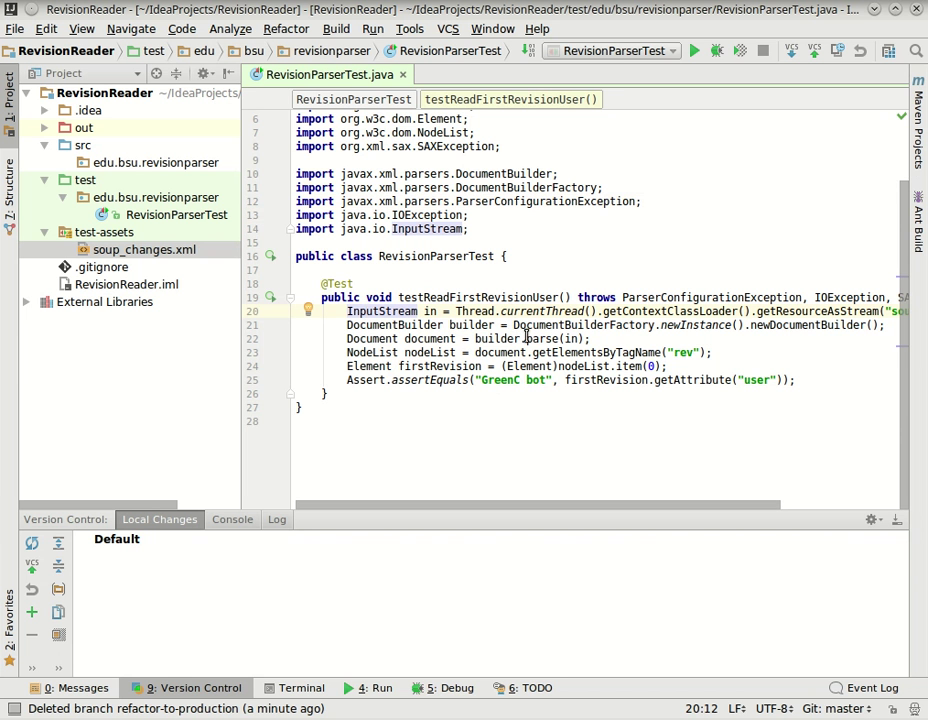 RevisionReader - [~/IdeaProjects/RevisionReader] - [RevisionReader] - ~/IdeaProjects/RevisionReader/test/edu/bsu/revisionparser/RevisionParserTest.java - I...
File Edit View Navigate Code Analyze Refactor Build Run Tools VCS Window Help
RevisionReader test edu bsu revisionparser RevisionParserTest RevisionParserTest
1: Project
7: Structure
2: Favorites
Project
RevisionReader ~/IdeaProjects/
.idea
out
src
edu.bsu.revisionparser
test
edu.bsu.revisionparser
RevisionParserTest
test-assets
soup_changes.xml
.gitignore
RevisionReader.iml
External Libraries
RevisionParserTest.java
RevisionParserTest testReadFirstRevisionUser()
6 import org.w3c.dom.Element;
7 import org.w3c.dom.NodeList;
8 import org.xml.sax.SAXException;
9
10 import javax.xml.parsers.DocumentBuilder;
11 import javax.xml.parsers.DocumentBuilderFactory;
12 import javax.xml.parsers.ParserConfigurationException;
13 import java.io.IOException;
14 import java.io.InputStream;
15
16 public class RevisionParserTest {
17
18 @Test
19 public void testReadFirstRevisionUser() throws ParserConfigurationException, IOException, SA
20 InputStream in = Thread.currentThread().getContextClassLoader().getResourceAsStream("sou
21 DocumentBuilder builder = DocumentBuilderFactory.newInstance().newDocumentBuilder();
22 Document document = builder.parse(in);
23 NodeList nodeList = document.getElementsByTagName("rev");
24 Element firstRevision = (Element)nodeList.item(0);
25 Assert.assertEquals("GreenC bot", firstRevision.getAttribute("user"));
26 }
27 }
28
Maven Projects
Ant Build
Version Control: Local Changes Console Log
Default
0: Messages 9: Version Control Terminal 4: Run 5: Debug 6: TODO Event Log
Deleted branch refactor-to-production (a minute ago) 20:12 LF÷ UTF-8÷ Git: master÷